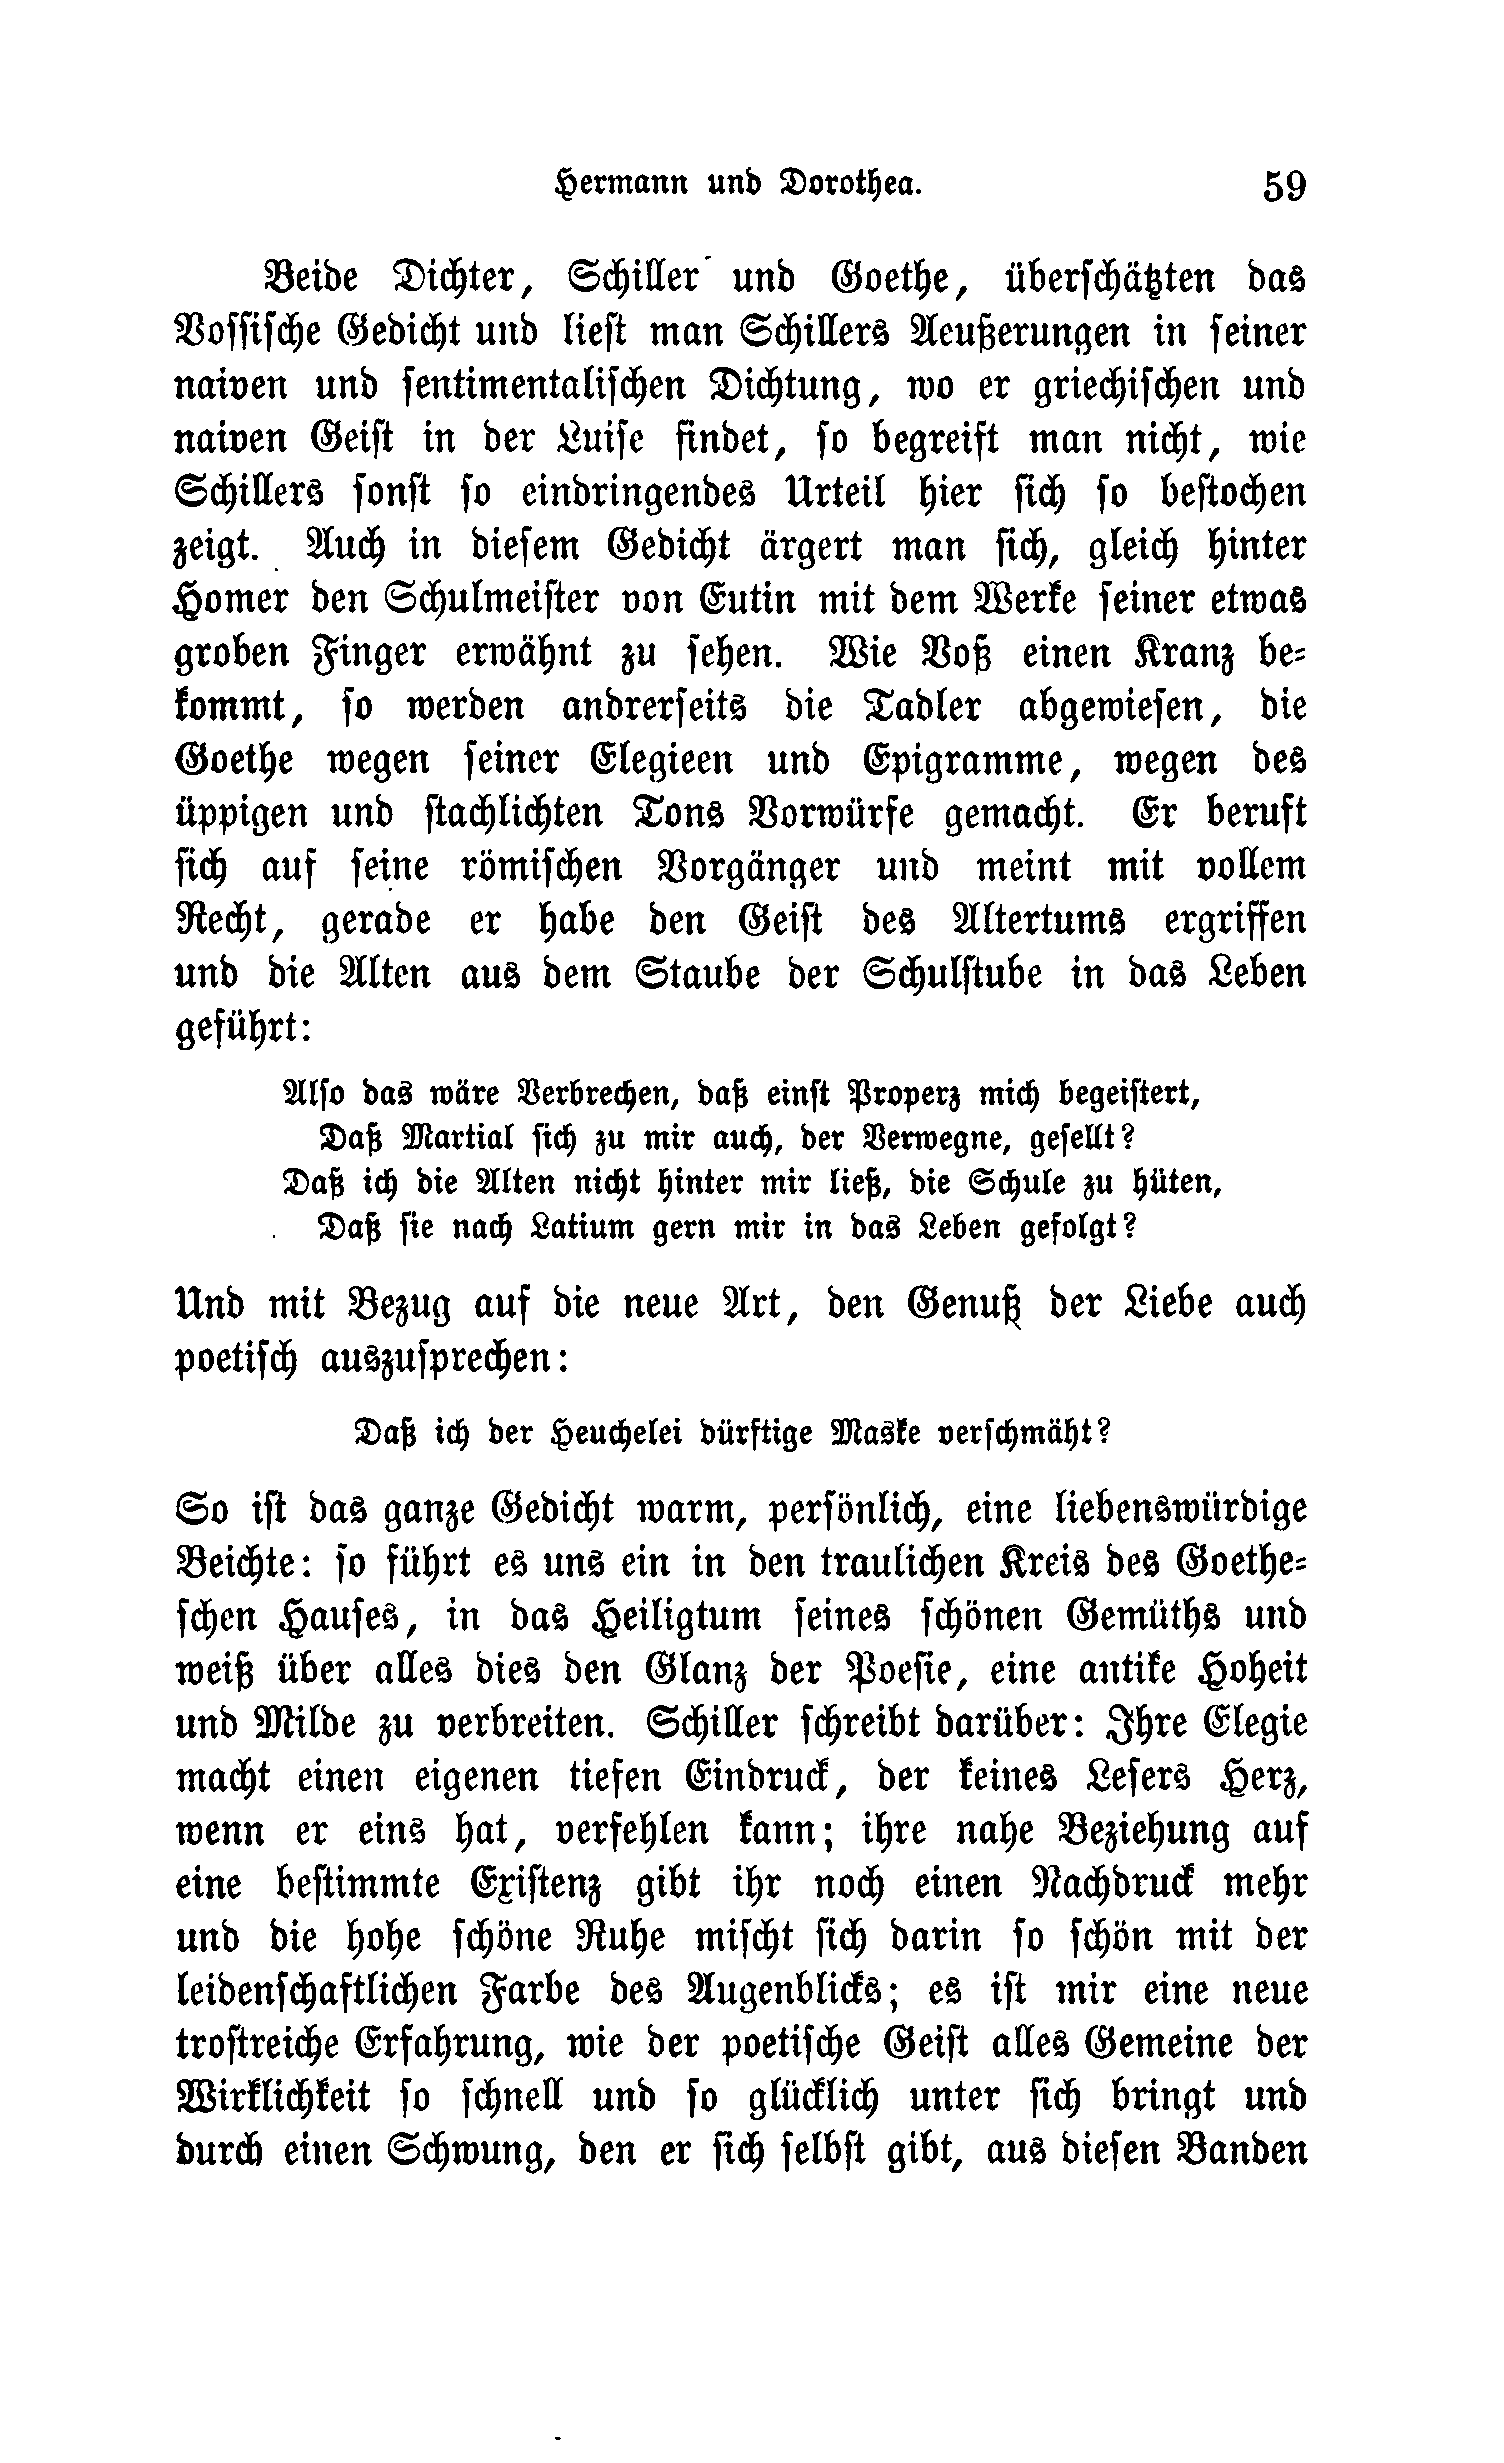 Hermann und Dorothea. 59
Beide Dichter, Schiller und Goethe, überschätzten das
Vossische Gedicht und liest man Schillers Aeußerungen in seiner
naiven und sentimentalischen Dichtung, wo er griechischen und
naiven Geist in der Luise findet, so begreift man nicht, wie
Schillers sonst so eindringendes Urteil hier sich so bestochen
zeigt. Auch in diesem Gedicht ärgert man sich, gleich hinter
Homer den Schulmeister von Eutin mit dem Werke seiner etwas
groben Finger erwähnt zu sehen. Wie Voß einen Kranz be-
kommt, so werden andrerseits die Tadler abgewiesen, die
Goethe wegen seiner Elegieen und Epigramme, wegen des
üppigen und stachlichten Tons Vorwürfe gemacht. Er beruft
sich auf seine römischen Vorgänger und meint mit vollem
Recht, gerade er habe den Geist des Altertums ergriffen
und die Alten aus dem Staube der Schulstube in das Leben
geführt:
Also das wäre Verbrechen, daß einst Properz mich begeistert,
Daß Martial sich zu mir auch, der Verwegne, gesellt?
Daß ich die Alten nicht hinter mir ließ, die Schule zu hüten,
Daß sie nach Latium gern mir in das Leben gefolgt?
Und mit Bezug auf die neue Art, den Genuß der Liebe auch
poetisch auszusprechen:
Daß ich der Heuchelei dürftige Maske verschmäht?
So ist das ganze Gedicht warm, persönlich, eine liebenswürdige
Beichte: so führt es uns ein in den traulichen Kreis des Goethe-
schen Hauses, in das Heiligtum seines schönen Gemüths und
weiß über alles dies den Glanz der Poesie, eine antike Hoheit
und Milde zu verbreiten. Schiller schreibt darüber: Ihre Elegie
macht einen eigenen tiefen Eindruck, der keines Lesers Herz,
wenn er eins hat, verfehlen kann; ihre nahe Beziehung auf
eine bestimmte Existenz gibt ihr noch einen Nachdruck mehr
und die hohe schöne Ruhe mischt sich darin so schön mit der
leidenschaftlichen Farbe des Augenblicks; es ist mir eine neue
trostreiche Erfahrung, wie der poetische Geist alles Gemeine der
Wirklichkeit so schnell und so glücklich unter sich bringt und
durch einen Schwung, den er sich selbst gibt, aus diesen Banden